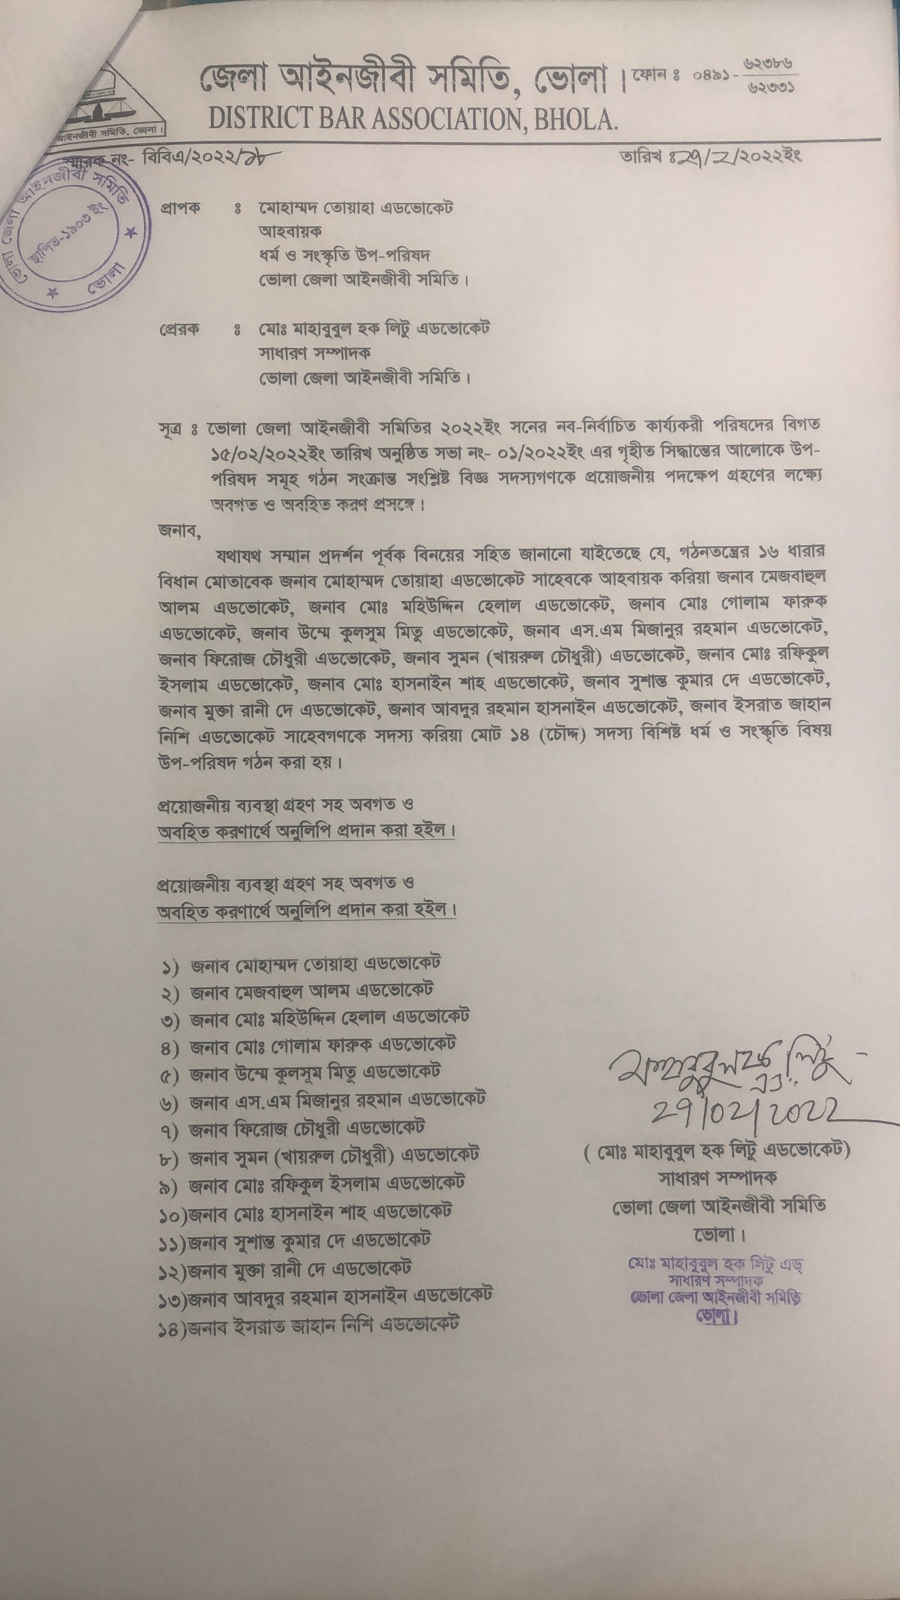 জেলা আইনজীবী সমিতি, ভোলা। ফোন ঃ ০৪৯১- ৬২৩৮৬
৬২৩৩১
DISTRICT BAR ASSOCIATION, BHOLA.
আইনজীবী সমিতি, ভোলা।
স্মারক নং- বিবিএ/২০২২/১৮
তারিখ ঃ ২৭/২/২০২২ইং
ভোলা জেলা আইনজীবী সমিতি
স্থাপিত-১৯০৩ ইং
ভোলা
প্রাপক ঃ মোহাম্মদ তোয়াহা এডভোকেট
আহবায়ক
ধর্ম ও সংস্কৃতি উপ-পরিষদ
ভোলা জেলা আইনজীবী সমিতি।
প্রেরক ঃ মোঃ মাহাবুবুল হক লিটু এডভোকেট
সাধারণ সম্পাদক
ভোলা জেলা আইনজীবী সমিতি।
সূত্র ঃ ভোলা জেলা আইনজীবী সমিতির ২০২২ইং সনের নব-নির্বাচিত কার্য্যকরী পরিষদের বিগত
১৫/০২/২০২২ইং তারিখ অনুষ্ঠিত সভা নং- ০১/২০২২ইং এর গৃহীত সিদ্ধান্তের আলোকে উপ-
পরিষদ সমূহ গঠন সংক্রান্ত সংশ্লিষ্ট বিজ্ঞ সদস্যগণকে প্রয়োজনীয় পদক্ষেপ গ্রহণের লক্ষ্যে
অবগত ও অবহিত করণ প্রসঙ্গে।
জনাব,
যথাযথ সম্মান প্রদর্শন পূর্বক বিনয়ের সহিত জানানো যাইতেছে যে, গঠনতন্ত্রের ১৬ ধারার
বিধান মোতাবেক জনাব মোহাম্মদ তোয়াহা এডভোকেট সাহেবকে আহবায়ক করিয়া জনাব মেজবাহুল
আলম এডভোকেট, জনাব মোঃ মহিউদ্দিন হেলাল এডভোকেট, জনাব মোঃ গোলাম ফারুক
এডভোকেট, জনাব উম্মে কুলসুম মিতু এডভোকেট, জনাব এস.এম মিজানুর রহমান এডভোকেট,
জনাব ফিরোজ চৌধুরী এডভোকেট, জনাব সুমন (খায়রুল চৌধুরী) এডভোকেট, জনাব মোঃ রফিকুল
ইসলাম এডভোকেট, জনাব মোঃ হাসনাইন শাহ এডভোকেট, জনাব সুশান্ত কুমার দে এডভোকেট,
জনাব মুক্তা রানী দে এডভোকেট, জনাব আবদুর রহমান হাসনাইন এডভোকেট, জনাব ইসরাত জাহান
নিশি এডভোকেট সাহেবগণকে সদস্য করিয়া মোট ১৪ (চৌদ্দ) সদস্য বিশিষ্ট ধর্ম ও সংস্কৃতি বিষয়
উপ-পরিষদ গঠন করা হয়।
প্রয়োজনীয় ব্যবস্থা গ্রহণ সহ অবগত ও
অবহিত করণার্থে অনুলিপি প্রদান করা হইল।
প্রয়োজনীয় ব্যবস্থা গ্রহণ সহ অবগত ও
অবহিত করণার্থে অনুলিপি প্রদান করা হইল।
১) জনাব মোহাম্মদ তোয়াহা এডভোকেট
২) জনাব মেজবাহুল আলম এডভোকেট
৩) জনাব মোঃ মহিউদ্দিন হেলাল এডভোকেট
৪) জনাব মোঃ গোলাম ফারুক এডভোকেট
৫) জনাব উম্মে কুলসুম মিতু এডভোকেট
৬) জনাব এস.এম মিজানুর রহমান এডভোকেট
৭) জনাব ফিরোজ চৌধুরী এডভোকেট
৮) জনাব সুমন (খায়রুল চৌধুরী) এডভোকেট
৯) জনাব মোঃ রফিকুল ইসলাম এডভোকেট
১০)জনাব মোঃ হাসনাইন শাহ এডভোকেট
১১)জনাব সুশান্ত কুমার দে এডভোকেট
১২)জনাব মুক্তা রানী দে এডভোকেট
১৩)জনাব আবদুর রহমান হাসনাইন এডভোকেট
১৪)জনাব ইসরাত জাহান নিশি এডভোকেট
২৭/০২/২০২২
( মোঃ মাহাবুবুল হক লিটু এডভোকেট)
সাধারণ সম্পাদক
ভোলা জেলা আইনজীবী সমিতি
ভোলা।
মোঃ মাহাবুবুল হক লিটু এড্
সাধারণ সম্পাদক
ভোলা জেলা আইনজীবী সমিতি
ভোলা।